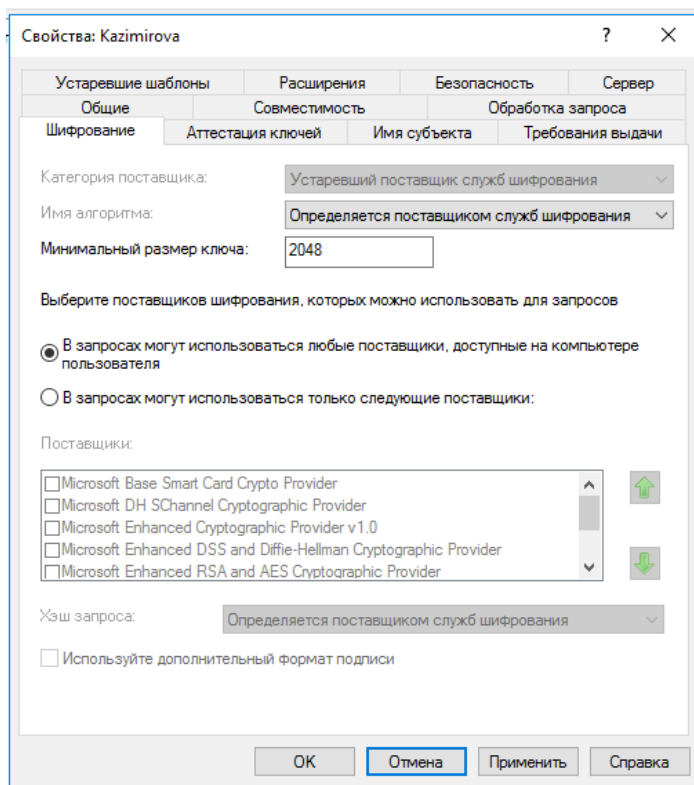 Свойства: Kazimirova
Устаревшие шаблоны Расширения Безопасность Сервер
Общие Совместимость Обработка запроса
Шифрование Аттестация ключей Имя субъекта Требования выдачи
Категория поставщика: Устаревший поставщик служб шифрования
Имя алгоритма: Определяется поставщиком служб шифрования
Минимальный размер ключа: 2048
Выберите поставщиков шифрования, которых можно использовать для запросов
В запросах могут использоваться любые поставщики, доступные на компьютере
пользователя
В запросах могут использоваться только следующие поставщики:
Поставщики:
Microsoft Base Smart Card Crypto Provider
Microsoft DH SChannel Cryptographic Provider
Microsoft Enhanced Cryptographic Provider v1.0
Microsoft Enhanced DSS and Diffie-Hellman Cryptographic Provider
Microsoft Enhanced RSA and AES Cryptographic Provider
Хэш запроса: Определяется поставщиком служб шифрования
Используйте дополнительный формат подписи
OK Отмена Применить Справка